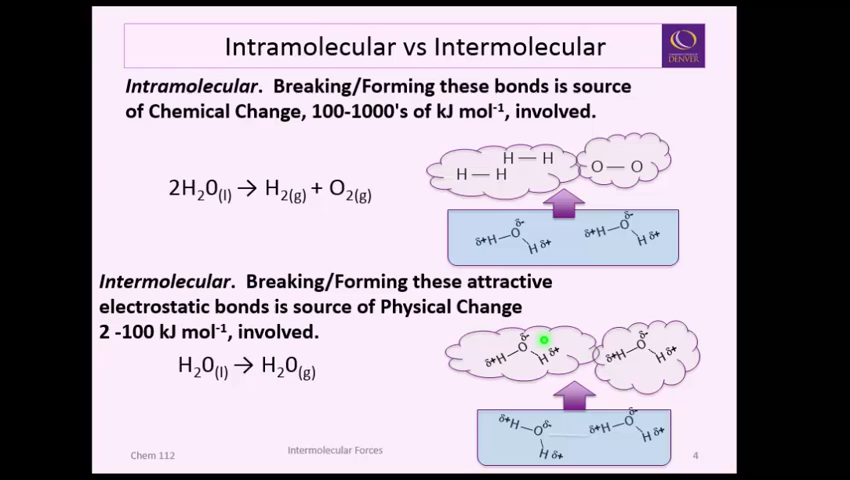 Intramolecular vs Intermolecular
DENVER
Intramolecular. Breaking/Forming these bonds is source
of Chemical Change, 100-1000's of kJ mol⁻¹, involved.
H — H
H — H
O — O
2H₂0₍ₗ₎ → H₂₍g₎ + O₂₍g₎
δ-
δ+H—O
H δ+
δ-
δ+H—O
H δ+
Intermolecular. Breaking/Forming these attractive
electrostatic bonds is source of Physical Change
2 -100 kJ mol⁻¹, involved.
H₂0₍ₗ₎ → H₂0₍g₎
δ-
δ+H—O
H δ+
δ-
δ+H—O
H δ+
δ+H—O δ-
H δ+
δ-
δ+H—O
H δ+
Chem 112
Intermolecular Forces
4